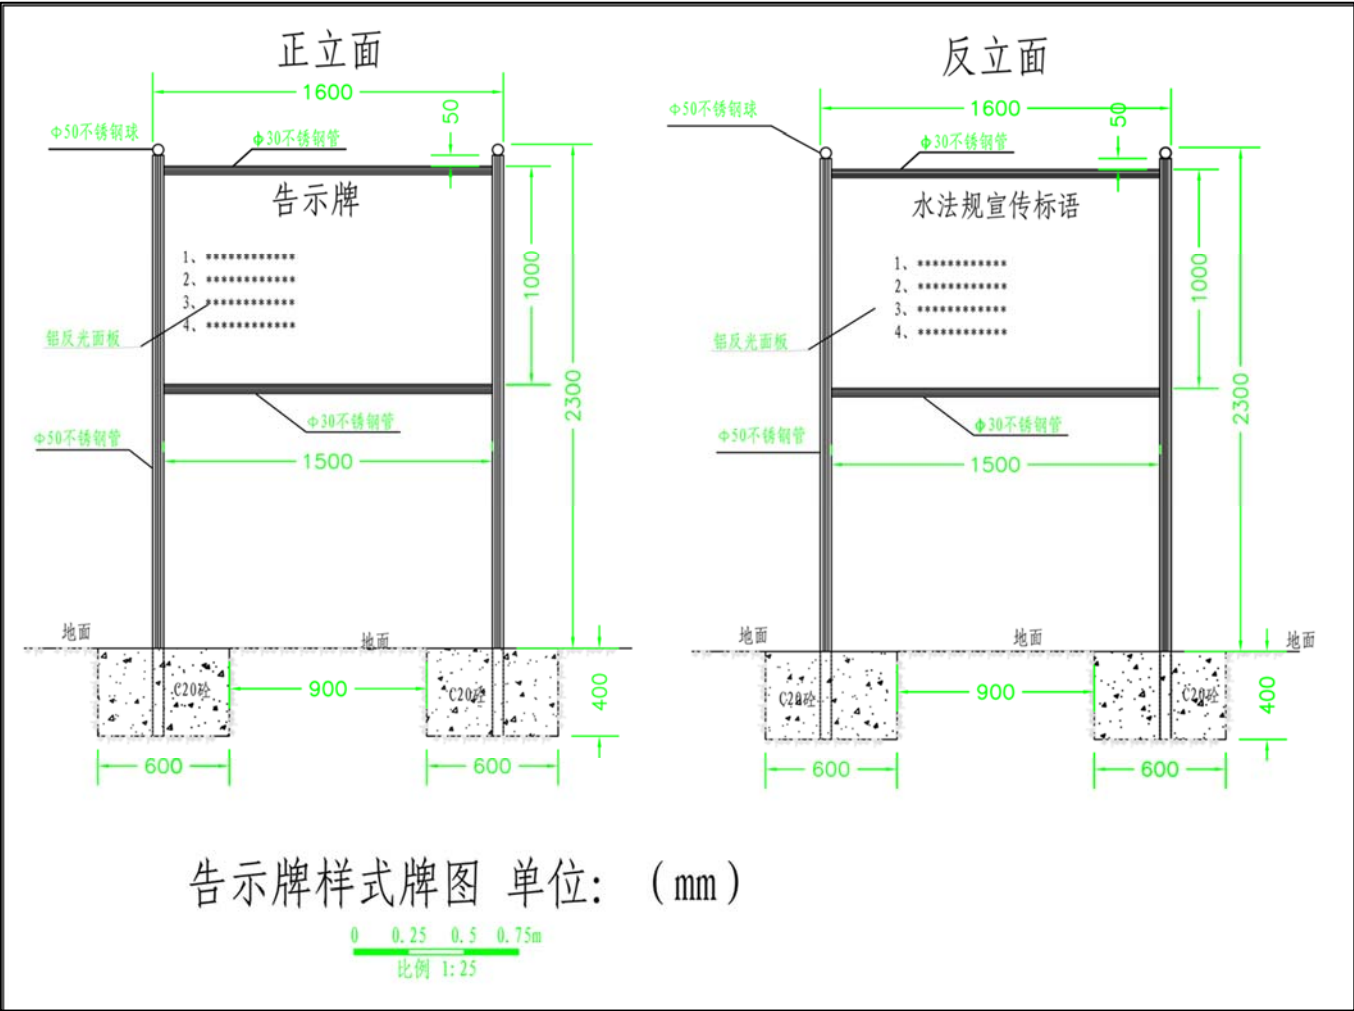 正立面
1600
50
Φ50不锈钢球
Φ30不锈钢管
告示牌
1、************
2、************
3、************
4、************
铝反光面板
1000
2300
Φ30不锈钢管
Φ50不锈钢管
1500
地面
地面
C20砼
900
C20砼
400
600
600
反立面
1600
50
Φ50不锈钢球
Φ30不锈钢管
水法规宣传标语
1、************
2、************
3、************
4、************
铝反光面板
1000
2300
Φ30不锈钢管
Φ50不锈钢管
1500
地面
地面
地面
C20砼
900
C20砼
400
600
600
告示牌样式牌图 单位：（mm）
0 0.25 0.5 0.75m
比例 1:25